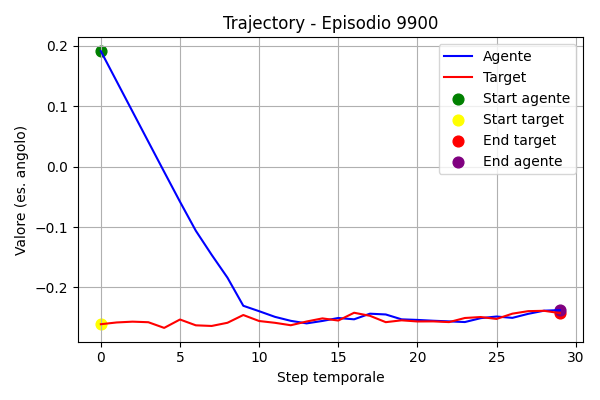 Trajectory - Episodio 9900
Valore (es. angolo)
0.2
0.1
0.0
−0.1
−0.2
Agente
Target
Start agente
Start target
End target
End agente
0 5 10 15 20 25 30
Step temporale